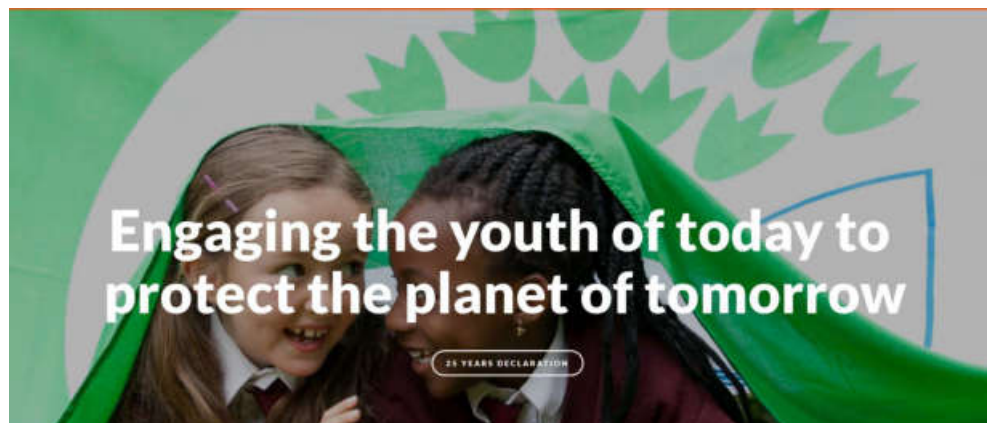 Engaging the youth of today to
protect the planet of tomorrow
25 YEARS DECLARATION